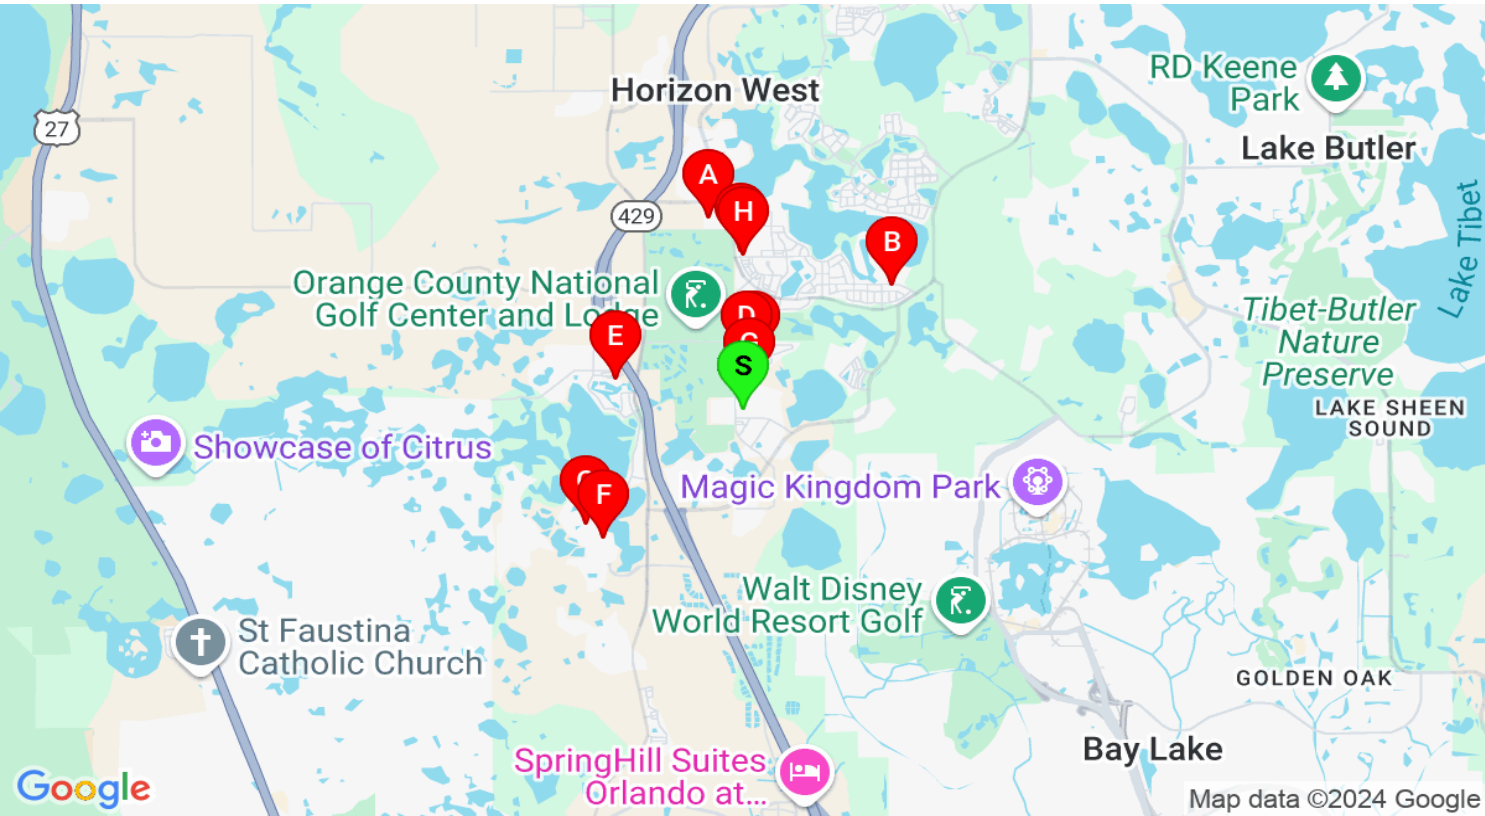 RD Keene
Park
Horizon West
27
Lake Butler
A
429
H
B
Lake Tibet
Orange County National
Golf Center and Lodge
Tibet-Butler
Nature
Preserve
D
E
G
S
LAKE SHEEN
SOUND
Showcase of Citrus
Magic Kingdom Park
F
Walt Disney
World Resort Golf
St Faustina
Catholic Church
GOLDEN OAK
Bay Lake
SpringHill Suites
Orlando at...
Google
Map data ©2024 Google